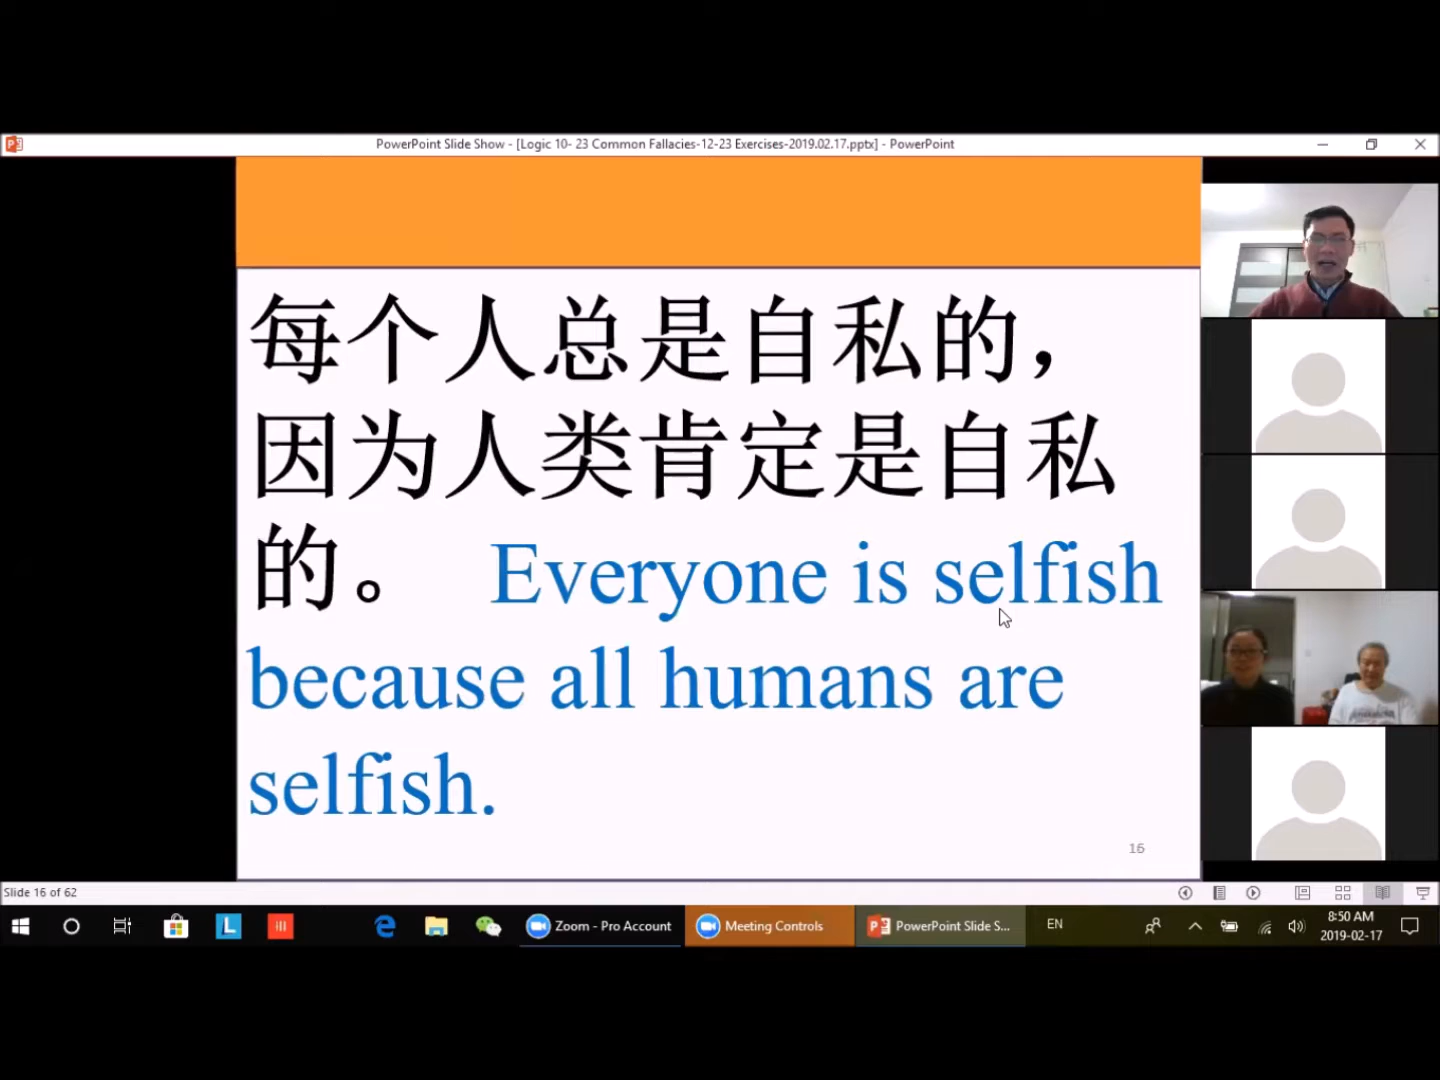 PowerPoint Slide Show - [Logic 10- 23 Common Fallacies-12-23 Exercises-2019.02.17.pptx] - PowerPoint
每个人总是自私的，
因为人类肯定是自私
的。 Everyone is selfish
because all humans are
selfish.
16
Slide 16 of 62
Zoom - Pro Account
Meeting Controls
PowerPoint Slide S...
EN
8:50 AM
2019-02-17